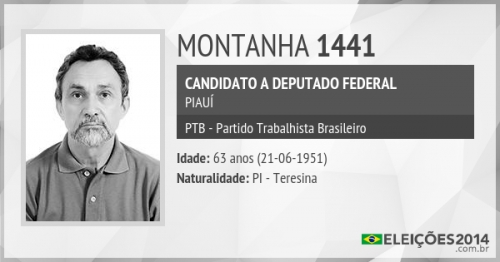 MONTANHA 1441
CANDIDATO A DEPUTADO FEDERAL
PIAUÍ
PTB - Partido Trabalhista Brasileiro
Idade: 63 anos (21-06-1951)
Naturalidade: PI - Teresina
ELEIÇÕES2014
.com.br